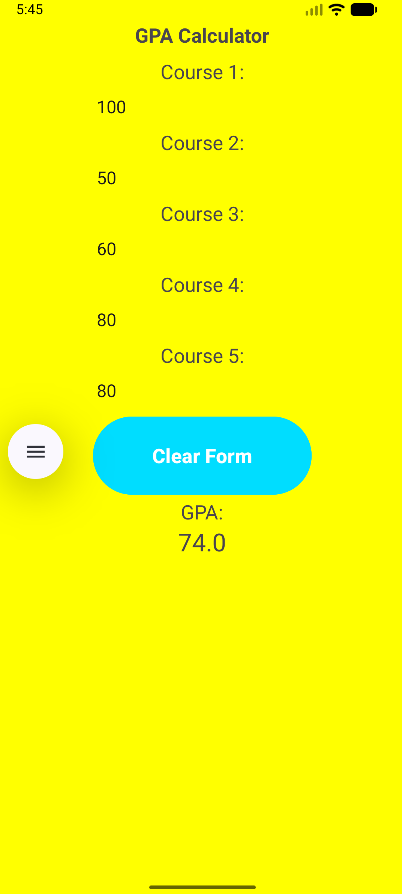 5:45
GPA Calculator
Course 1:
100
Course 2:
50
Course 3:
60
Course 4:
80
Course 5:
80
Clear Form
GPA:
74.0